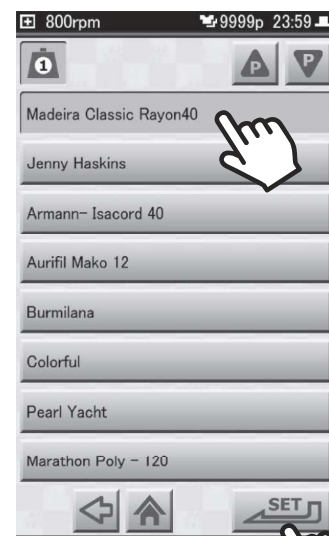 800rpm 9999p 23:59
1
P P
Madeira Classic Rayon40
Jenny Haskins
Armann- Isacord 40
Aurifil Mako 12
Burmilana
Colorful
Pearl Yacht
Marathon Poly - 120
SET